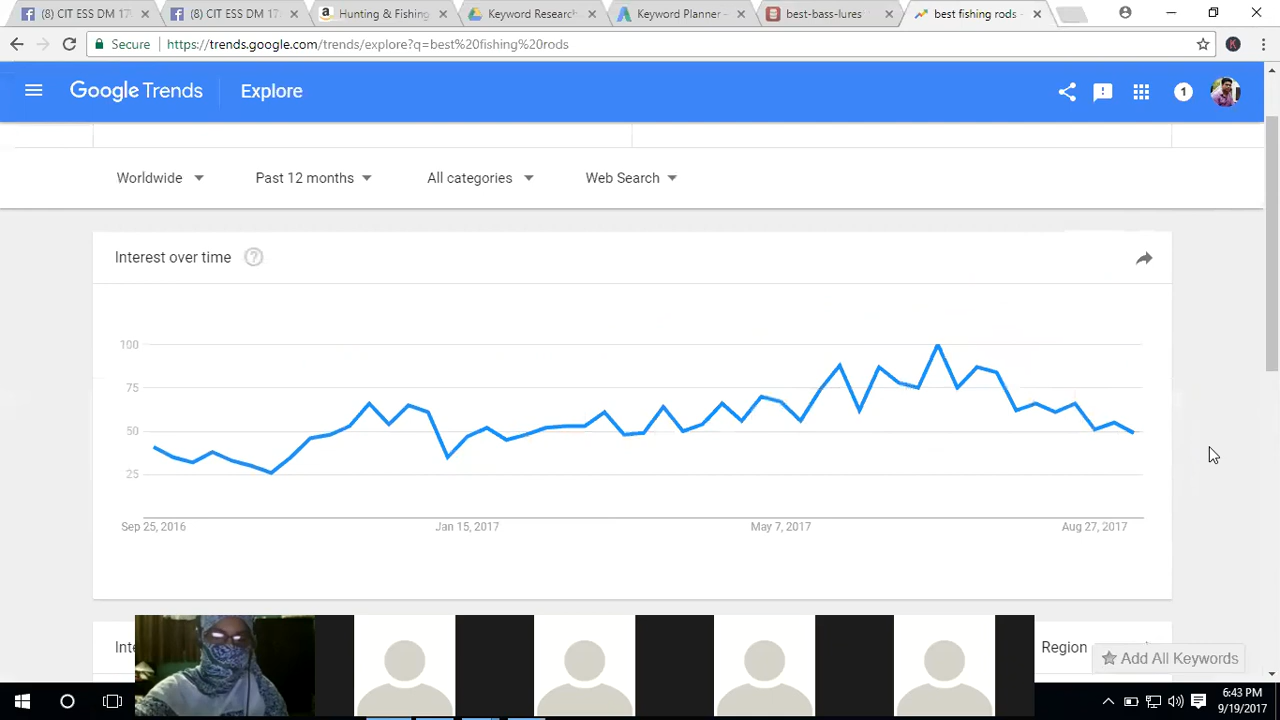 (8) CIT ESS DM 17
(8) CIT ESS DM 17
Hunting & Fishing
Keyword Resear
Keyword Planner –
best-bass-lures
best fishing rods -
Secure https://trends.google.com/trends/explore?q=best%20fishing%20rods
Google Trends Explore 1
Worldwide Past 12 months All categories Web Search
Interest over time ?
100
75
50
25
Sep 25, 2016 Jan 15, 2017 May 7, 2017 Aug 27, 2017
Inte Region
Add All Keywords
6:43 PM
9/19/2017